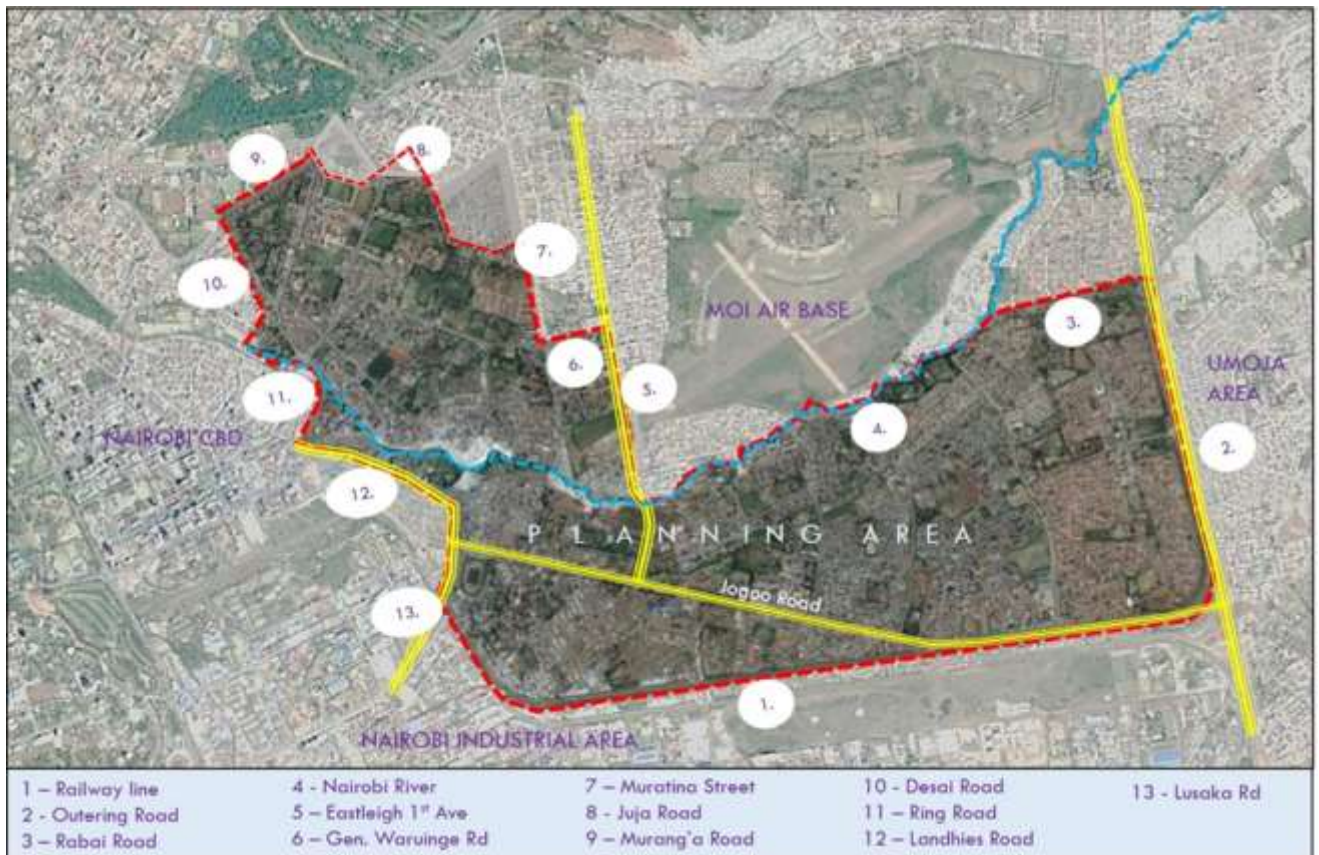 9.
8.
7.
10.
MOI AIR BASE
3.
6.
5.
UMOJA
AREA
11.
4.
NAIROBI CBD
2.
12.
PLANNING AREA
Jogoo Road
13.
1.
NAIROBI INDUSTRIAL AREA
1 – Railway line
2 - Outering Road
3 – Rabai Road
4 - Nairobi River
5 – Eastleigh 1st Ave
6 – Gen. Waruinge Rd
7 – Muratina Street
8 - Juja Road
9 – Murang'a Road
10 – Desai Road
11 – Ring Road
12 – Landhies Road
13 - Lusaka Rd